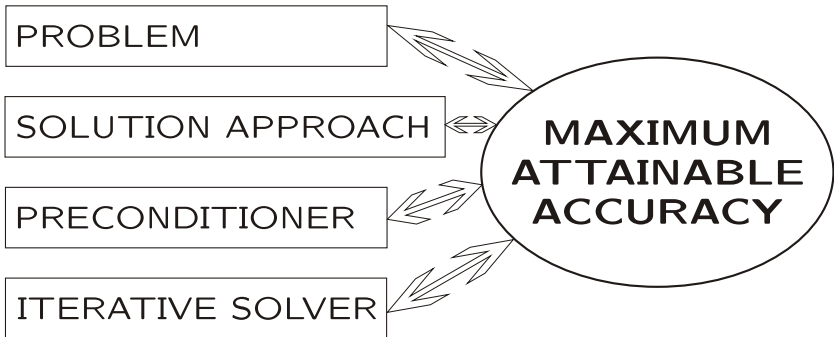 PROBLEM
SOLUTION APPROACH
PRECONDITIONER
ITERATIVE SOLVER
MAXIMUM
ATTAINABLE
ACCURACY